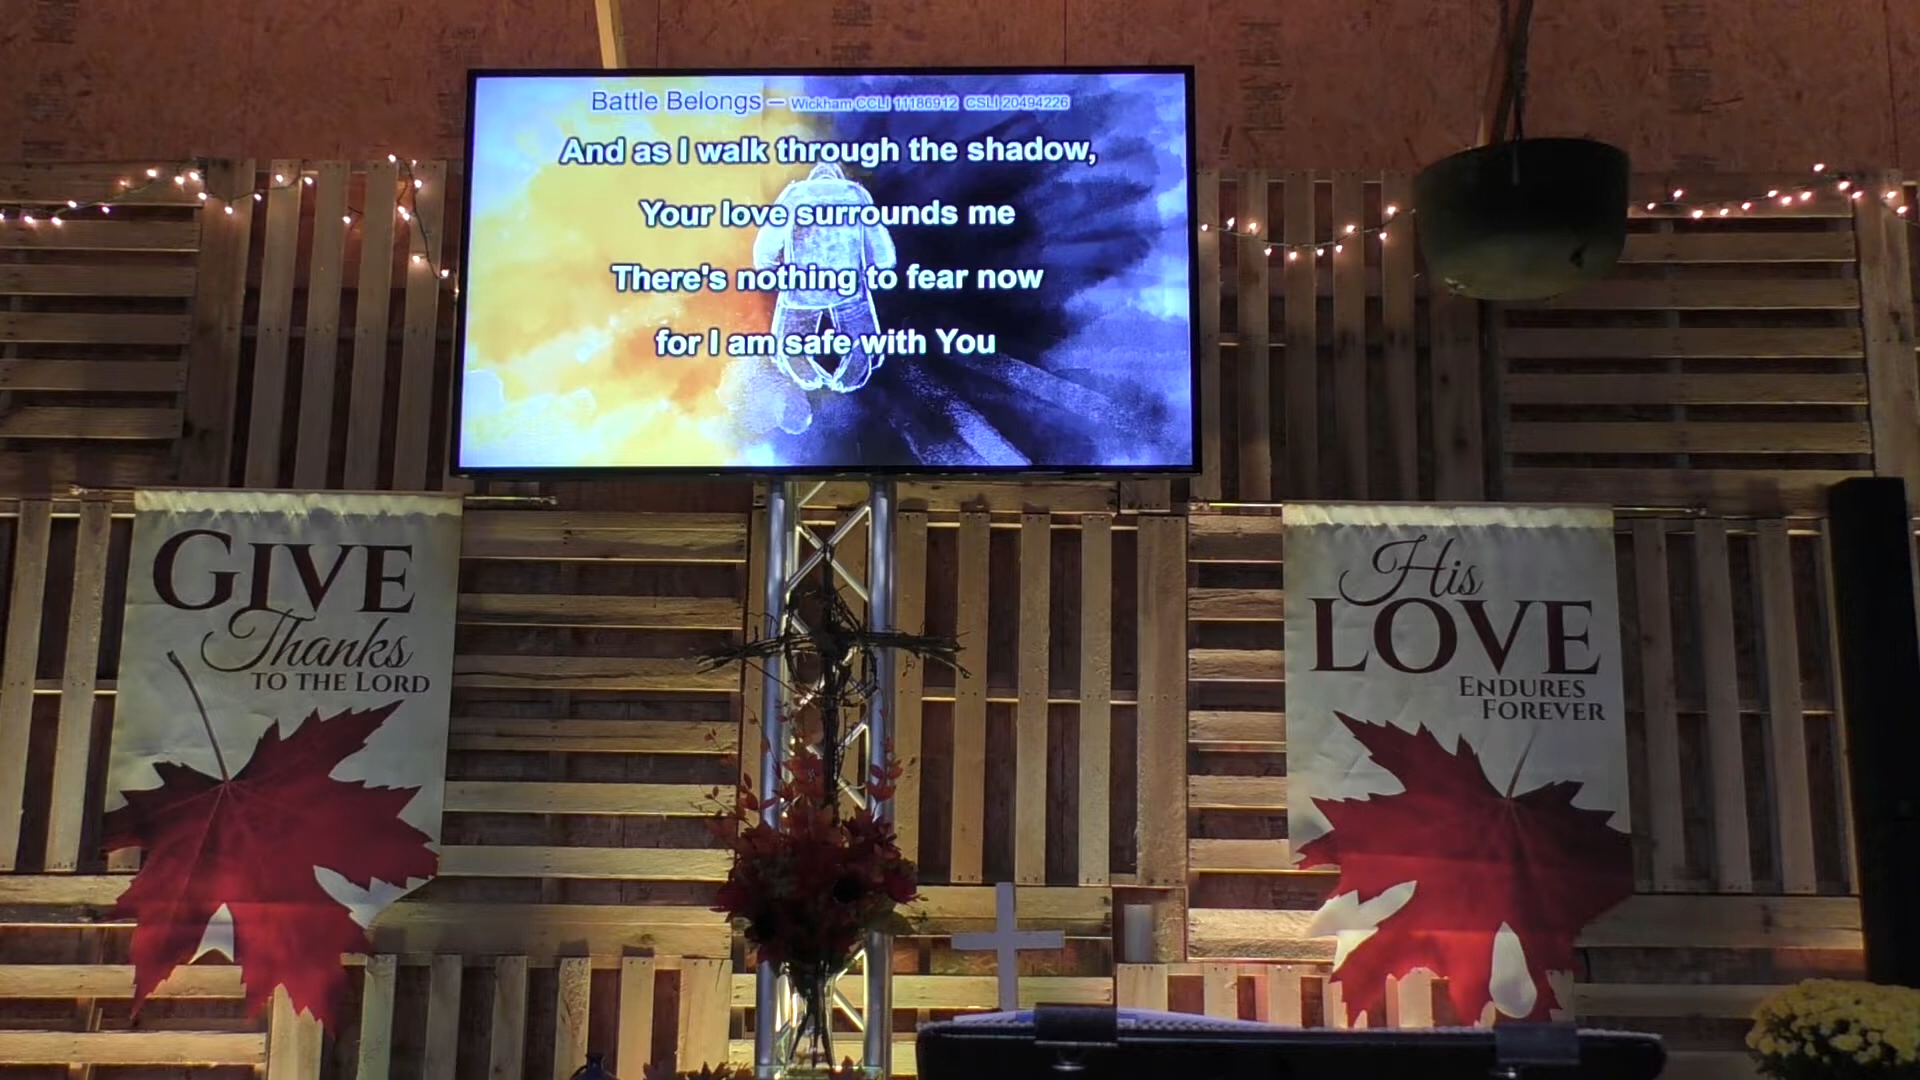 Battle Belongs – Wickham CCLI 11186912 CSLI 20494226
And as I walk through the shadow,
Your love surrounds me
There's nothing to fear now
for I am safe with You
GIVE
Thanks
TO THE LORD
His
LOVE
ENDURES
FOREVER